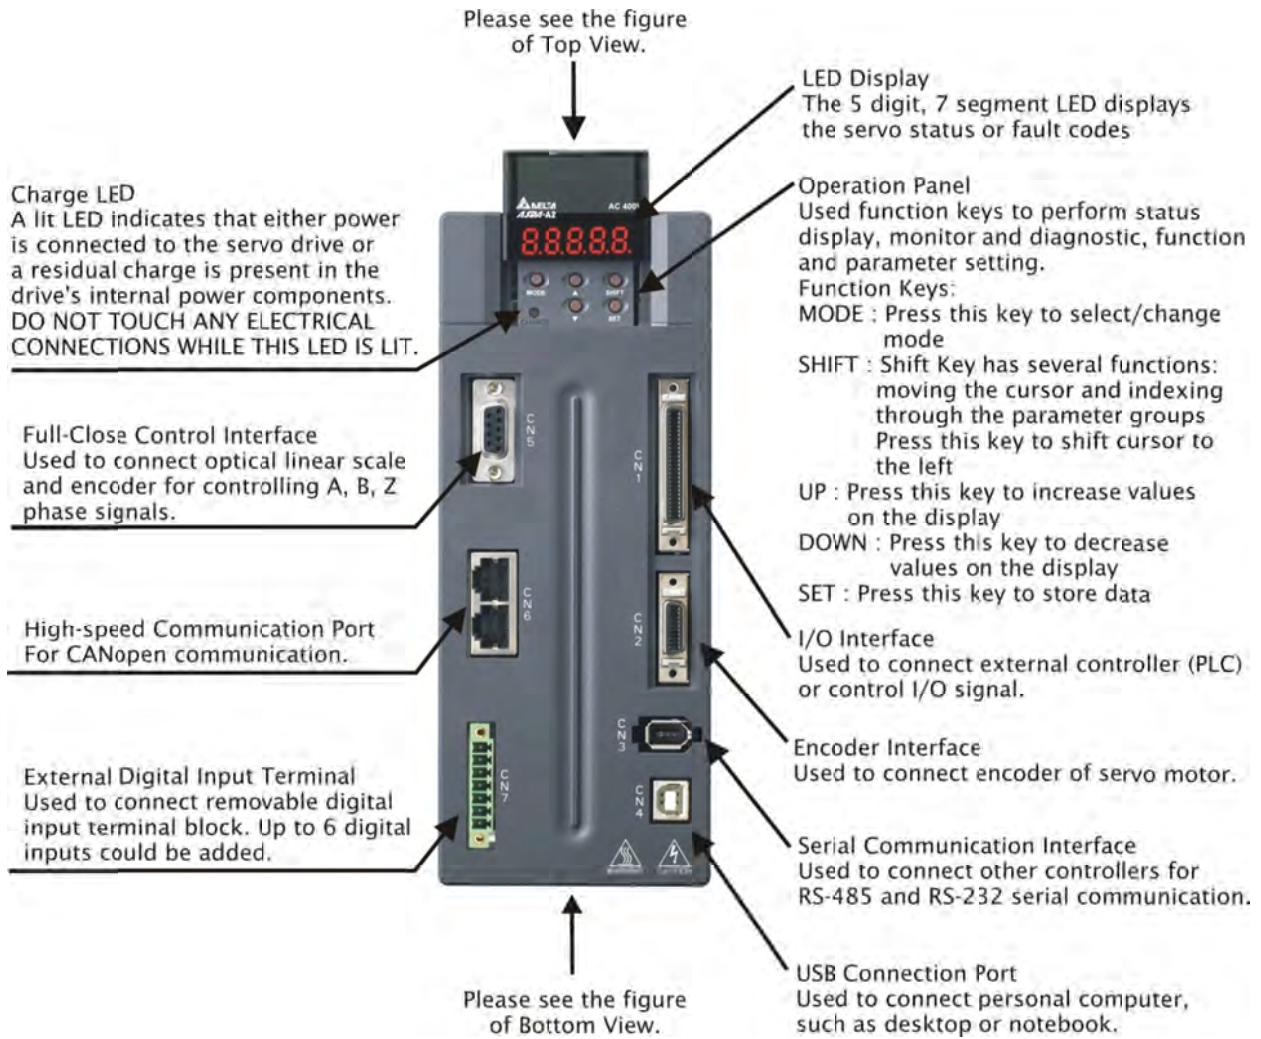 Please see the figure
of Top View.
LED Display
The 5 digit, 7 segment LED displays
the servo status or fault codes
Charge LED
A lit LED indicates that either power
is connected to the servo drive or
a residual charge is present in the
drive's internal power components.
DO NOT TOUCH ANY ELECTRICAL
CONNECTIONS WHILE THIS LED IS LIT.
Operation Panel
Used function keys to perform status
display, monitor and diagnostic, function
and parameter setting.
Function Keys:
MODE : Press this key to select/change
mode
SHIFT : Shift Key has several functions:
moving the cursor and indexing
through the parameter groups
Press this key to shift cursor to
the left
UP : Press this key to increase values
on the display
DOWN : Press this key to decrease
values on the display
SET : Press this key to store data
DELTA
ASDA-A2
AC 400V
8.8.8.8.8.
MODE
▲
SHIFT
CHARGE
▼
SET
Full-Close Control Interface
Used to connect optical linear scale
and encoder for controlling A, B, Z
phase signals.
CN5
CN1
High-speed Communication Port
For CANopen communication.
CN6
CN2
I/O Interface
Used to connect external controller (PLC)
or control I/O signal.
External Digital Input Terminal
Used to connect removable digital
input terminal block. Up to 6 digital
inputs could be added.
CN7
CN3
CN4
Encoder Interface
Used to connect encoder of servo motor.
Serial Communication Interface
Used to connect other controllers for
RS-485 and RS-232 serial communication.
USB Connection Port
Used to connect personal computer,
such as desktop or notebook.
Please see the figure
of Bottom View.